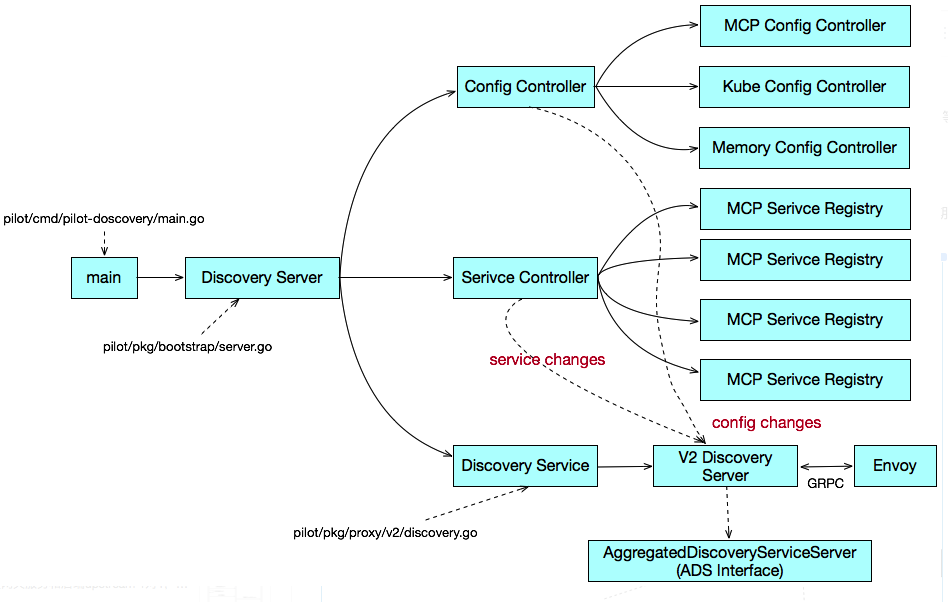 MCP Config Controller
Config Controller
Kube Config Controller
Memory Config Controller
pilot/cmd/pilot-doscovery/main.go
MCP Serivce Registry
main
Discovery Server
Serivce Controller
MCP Serivce Registry
MCP Serivce Registry
pilot/pkg/bootstrap/server.go
service changes
MCP Serivce Registry
config changes
Discovery Service
V2 Discovery
Server
GRPC
Envoy
pilot/pkg/proxy/v2/discovery.go
AggregatedDiscoveryServiceServer
(ADS Interface)